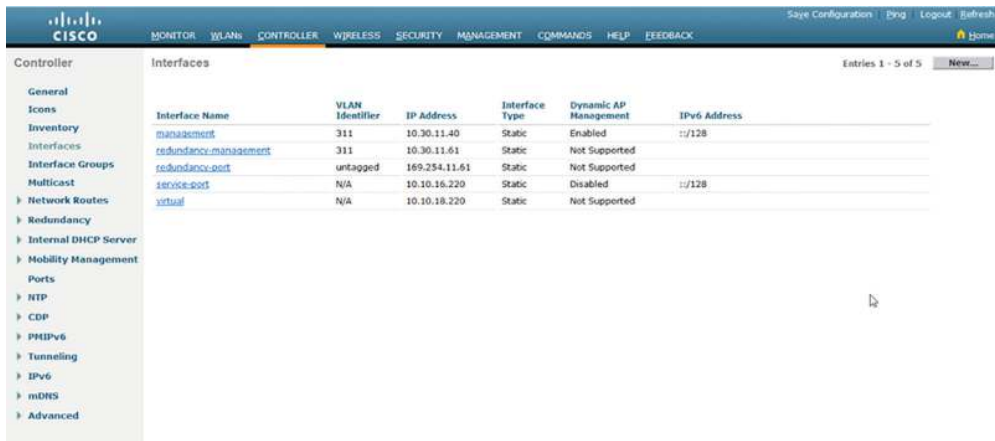 Save Configuration | Ping | Logout | Refresh
CISCO
MONITOR WLANs CONTROLLER WIRELESS SECURITY MANAGEMENT COMMANDS HELP FEEDBACK
Home
Controller
Interfaces
Entries 1 - 5 of 5
New...
General
Icons
Inventory
Interfaces
Interface Groups
Multicast
Network Routes
Redundancy
Internal DHCP Server
Mobility Management
Ports
NTP
CDP
PMIPv6
Tunneling
IPv6
mDNS
Advanced
Interface Name VLAN Identifier IP Address Interface Type Dynamic AP Management IPv6 Address
management 311 10.30.11.40 Static Enabled ::/128
redundancy-management 311 10.30.11.61 Static Not Supported
redundancy-port untagged 169.254.11.61 Static Not Supported
service-port N/A 10.10.16.220 Static Disabled ::/128
virtual N/A 10.10.18.220 Static Not Supported